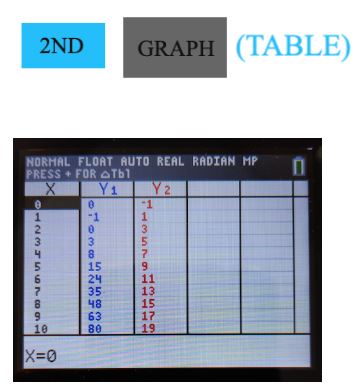 2ND GRAPH (TABLE)
NORMAL FLOAT AUTO REAL RADIAN MP
PRESS + FOR △Tbl
X Y1 Y2
0 0 -1
1 -1 1
2 0 3
3 3 5
4 8 7
5 15 9
6 24 11
7 35 13
8 48 15
9 63 17
10 80 19
X=0